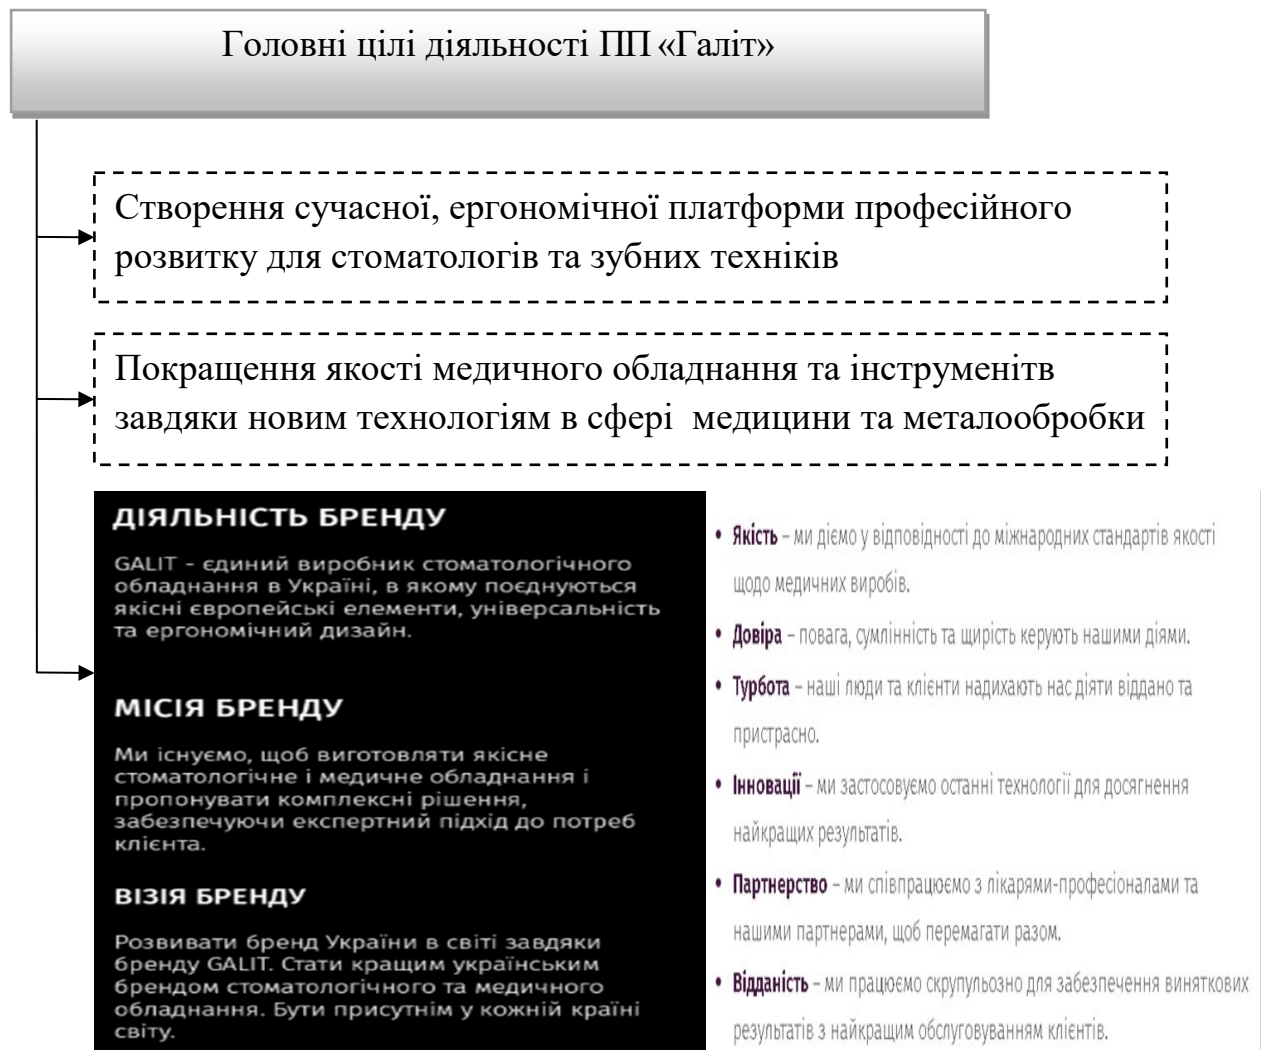 Головні цілі діяльності ПП «Галіт»
Створення сучасної, ергономічної платформи професійного
розвитку для стоматологів та зубних техніків
Покращення якості медичного обладнання та інструменітв
завдяки новим технологіям в сфері медицини та металообробки
ДІЯЛЬНІСТЬ БРЕНДУ
GALIT - єдиний виробник стоматологічного
обладнання в Україні, в якому поєднуються
якісні європейські елементи, універсальність
та ергономічний дизайн.
МІСІЯ БРЕНДУ
Ми існуємо, щоб виготовляти якісне
стоматологічне і медичне обладнання і
пропонувати комплексні рішення,
забезпечуючи експертний підхід до потреб
клієнта.
ВІЗІЯ БРЕНДУ
Розвивати бренд України в світі завдяки
бренду GALIT. Стати кращим українським
брендом стоматологічного та медичного
обладнання. Бути присутнім у кожній країні
світу.
• Якість – ми діємо у відповідності до міжнародних стандартів якості
щодо медичних виробів.
• Довіра – повага, сумлінність та щирість керують нашими діями.
• Турбота – наші люди та клієнти надихають нас діяти віддано та
пристрасно.
• Інновації – ми застосовуємо останні технології для досягнення
найкращих результатів.
• Партнерство – ми співпрацюємо з лікарями-професіоналами та
нашими партнерами, щоб перемагати разом.
• Відданість – ми працюємо скрупульозно для забезпечення виняткових
результатів з найкращим обслуговуванням клієнтів.